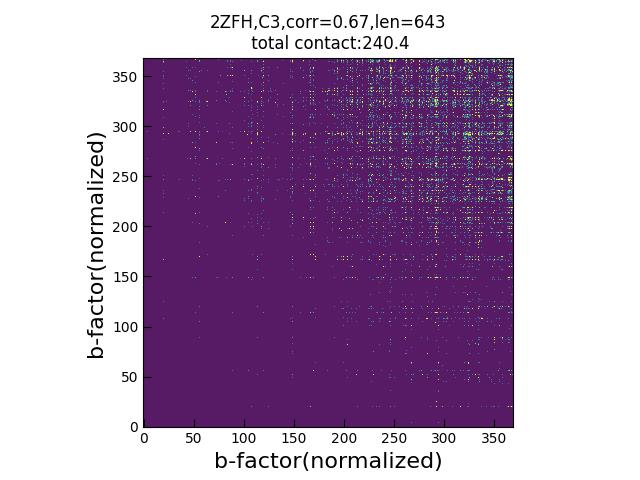 2ZFH,C3,corr=0.67,len=643
total contact:240.4
350
300
250
200
150
100
50
0
b-factor(normalized)
0 50 100 150 200 250 300 350
b-factor(normalized)